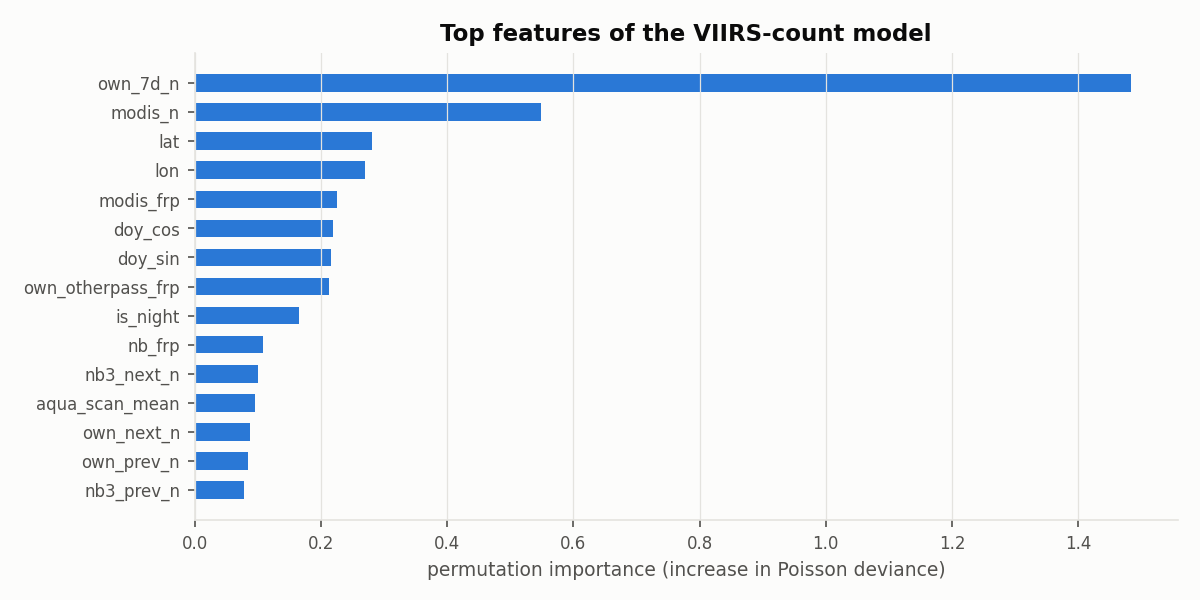 Top features of the VIIRS-count model
own_7d_n
modis_n
lat
lon
modis_frp
doy_cos
doy_sin
own_otherpass_frp
is_night
nb_frp
nb3_next_n
aqua_scan_mean
own_next_n
own_prev_n
nb3_prev_n
0.0 0.2 0.4 0.6 0.8 1.0 1.2 1.4
permutation importance (increase in Poisson deviance)